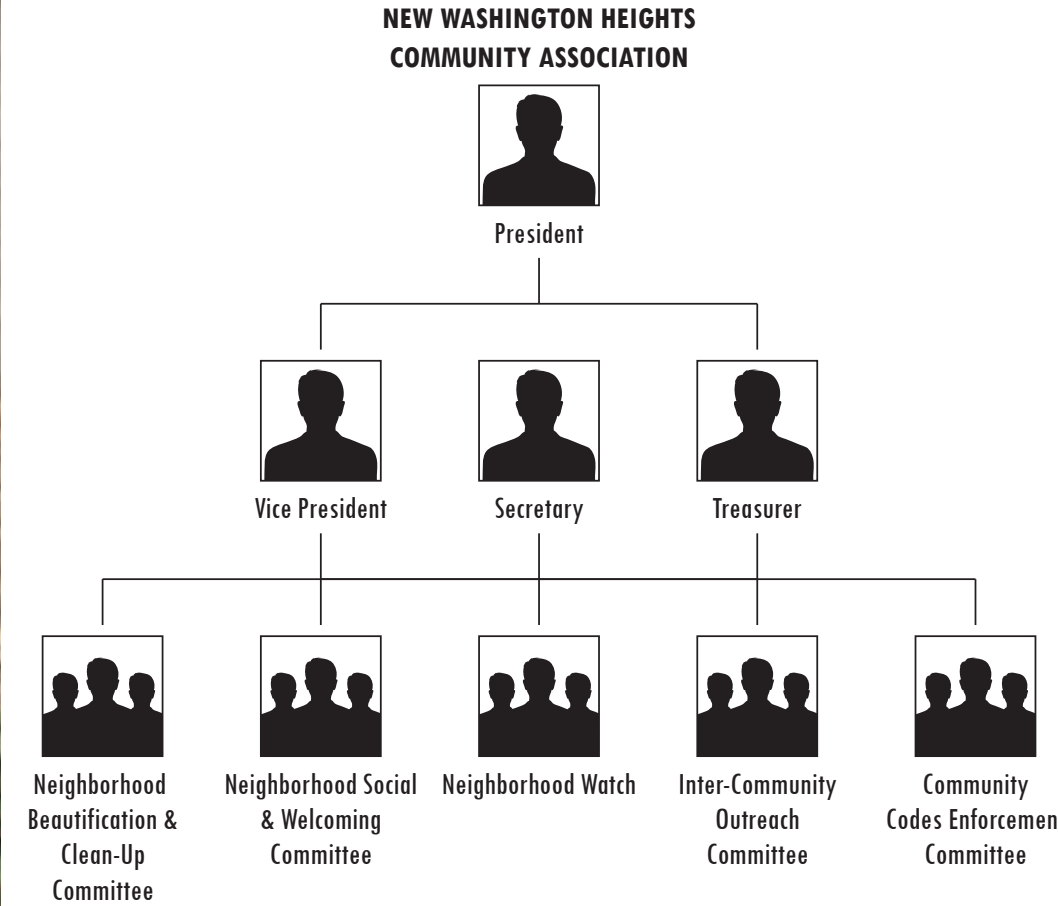 NEW WASHINGTON HEIGHTS
COMMUNITY ASSOCIATION
President
Vice President
Secretary
Treasurer
Neighborhood
Beautification &
Clean-Up
Committee
Neighborhood Social
& Welcoming
Committee
Neighborhood Watch
Inter-Community
Outreach
Committee
Community
Codes Enforcemen
Committee